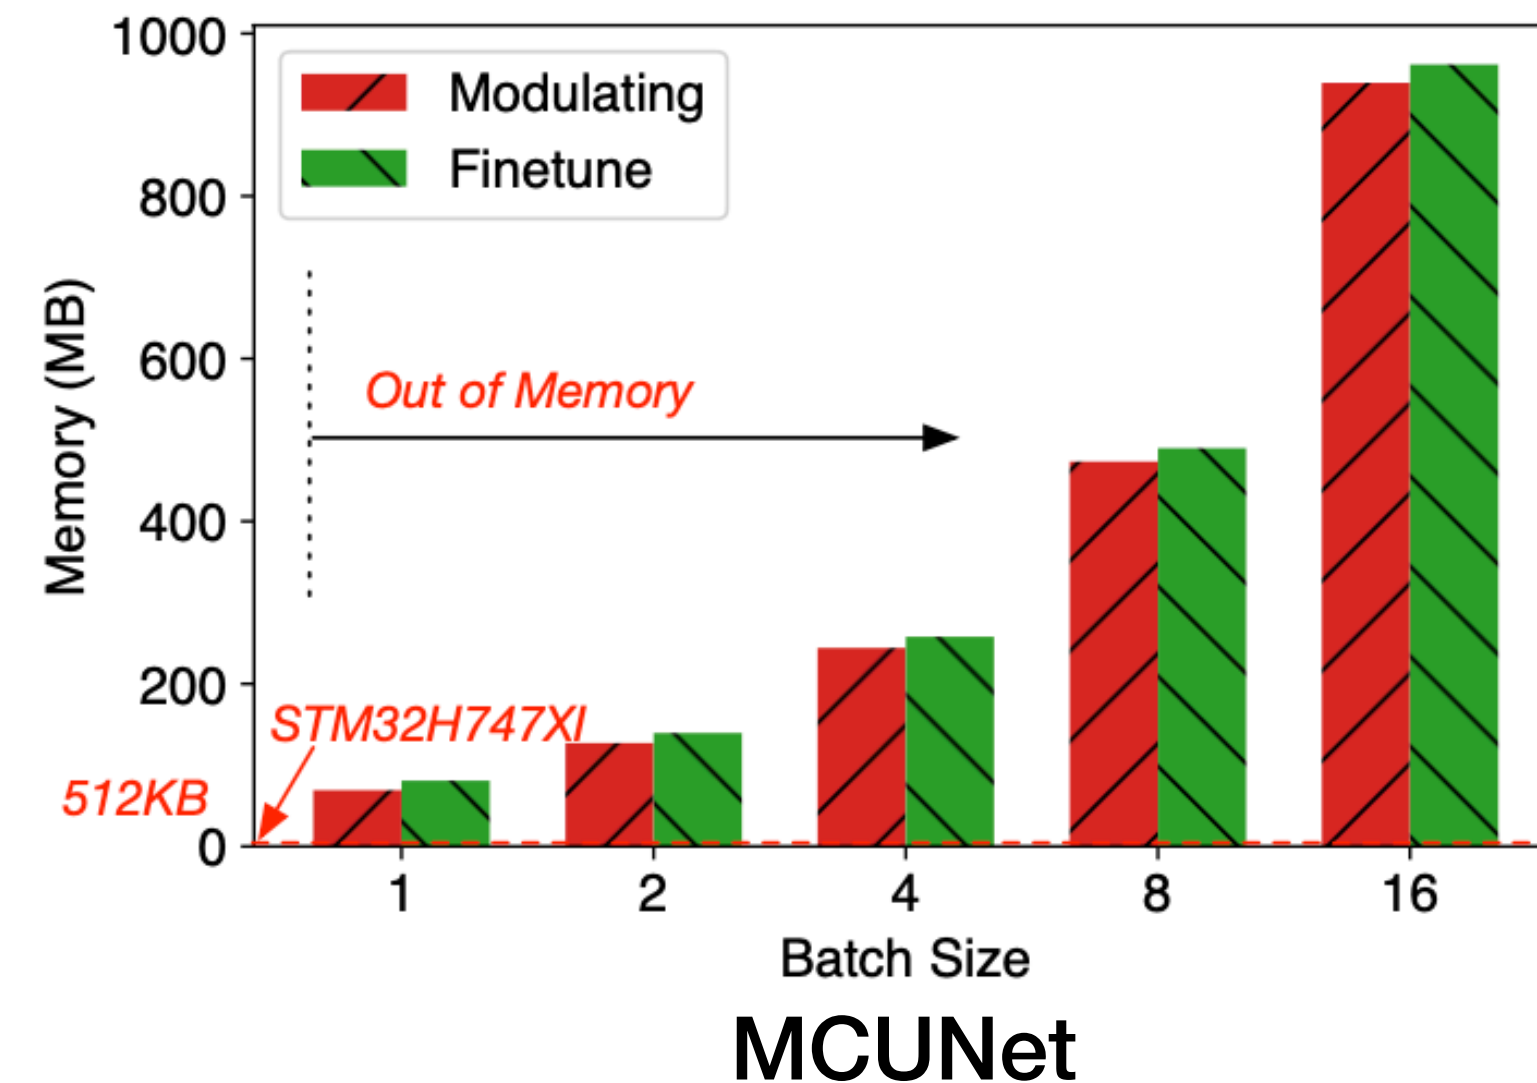 1000
800
600
400
200
0
Memory (MB)
Modulating
Finetune
Out of Memory
STM32H747XI
512KB
1 2 4 8 16
Batch Size
MCUNet